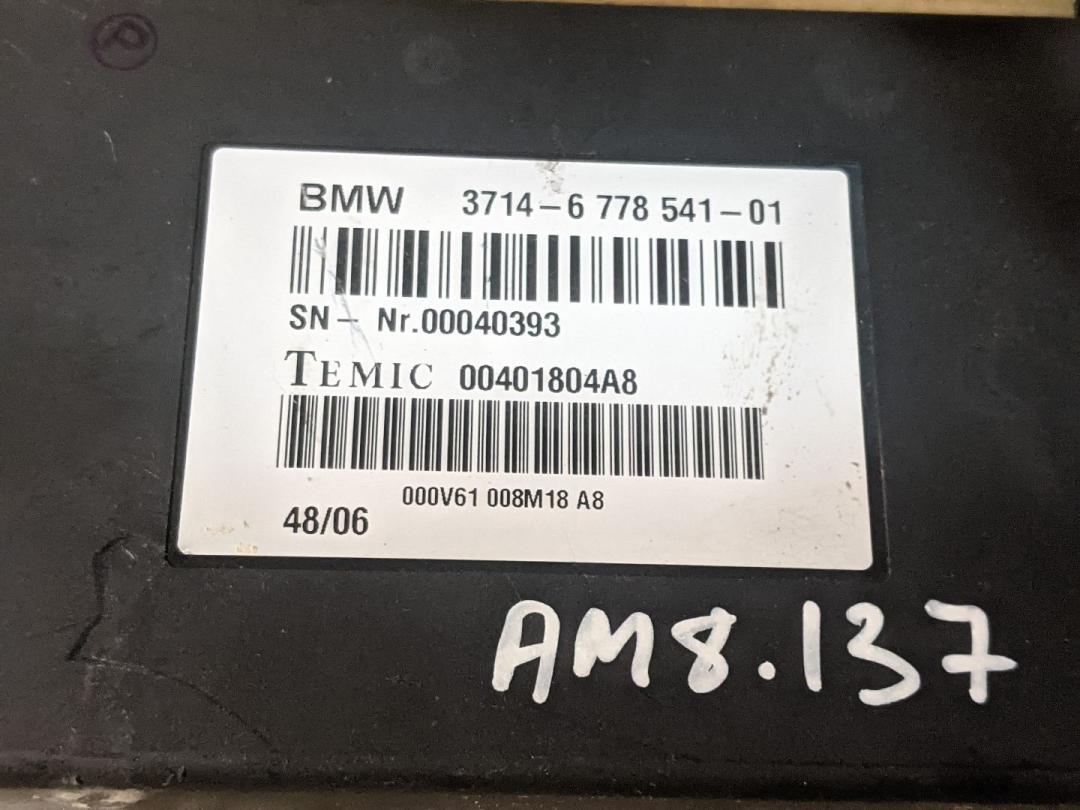 P
BMW 3714-6 778 541-01
SN- Nr.00040393
TEMIC 00401804A8
000V61 008M18 A8
48/06
AM8.137